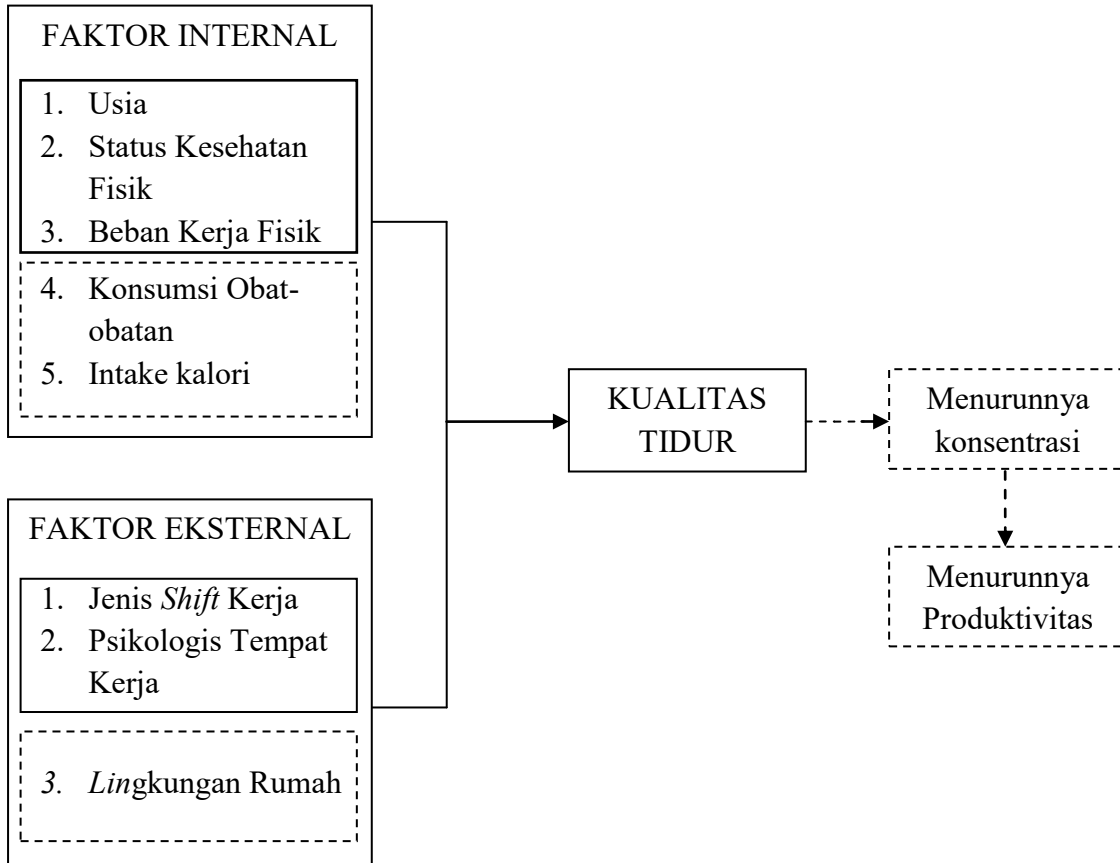 FAKTOR INTERNAL
1. Usia
2. Status Kesehatan
Fisik
3. Beban Kerja Fisik
4. Konsumsi Obat-
obatan
5. Intake kalori
FAKTOR EKSTERNAL
1. Jenis Shift Kerja
2. Psikologis Tempat
Kerja
3. Lingkungan Rumah
KUALITAS
TIDUR
Menurunnya
konsentrasi
Menurunnya
Produktivitas